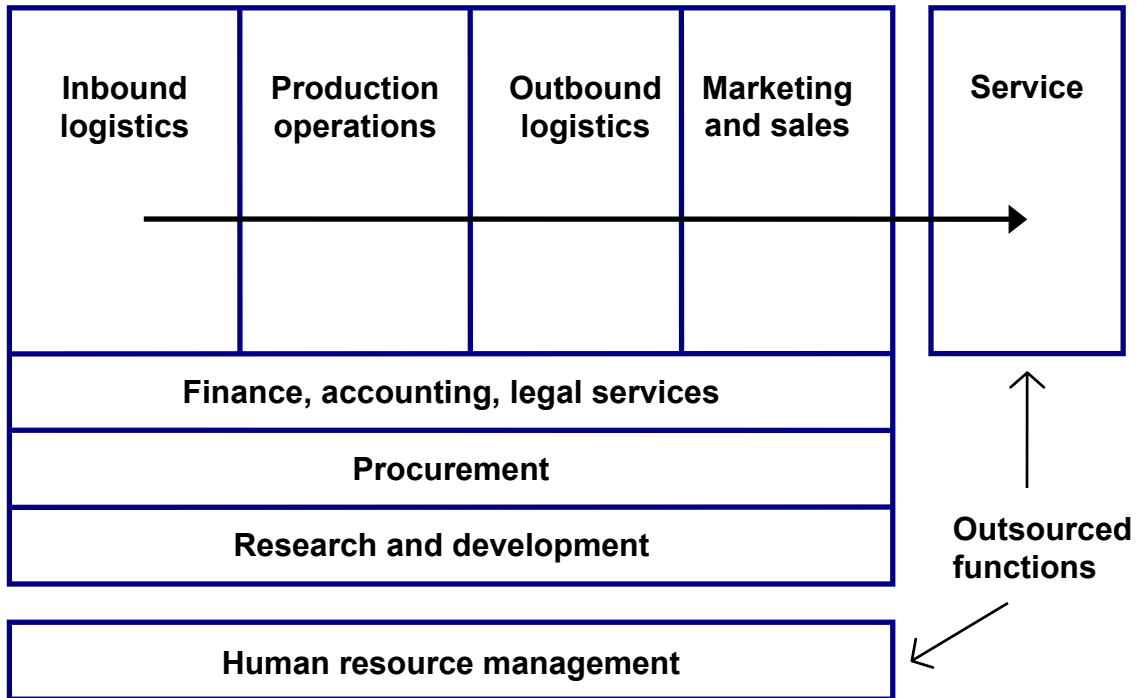 Inbound
logistics
Production
operations
Outbound
logistics
Marketing
and sales
Service
Finance, accounting, legal services
Procurement
Research and development
Outsourced
functions
Human resource management